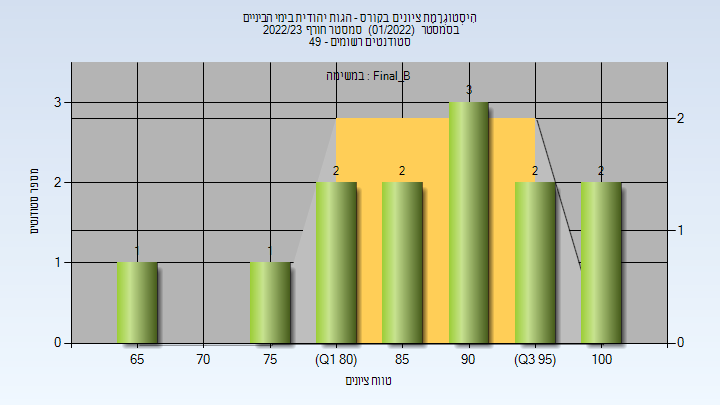 היסטוגרמת ציונים בקורס - הגות יהודית בימי הביניים
בסמסטר (01/2022) סמסטר חורף 2022/23
סטודנטים רשומים - 49
במשימה : Final_B
3
2
2
2
2
2
1
1
3
2
1
0
2
1
0
מספר סטודנטים
65
70
75
(Q1 80)
85
90
(Q3 95)
100
טווח ציונים